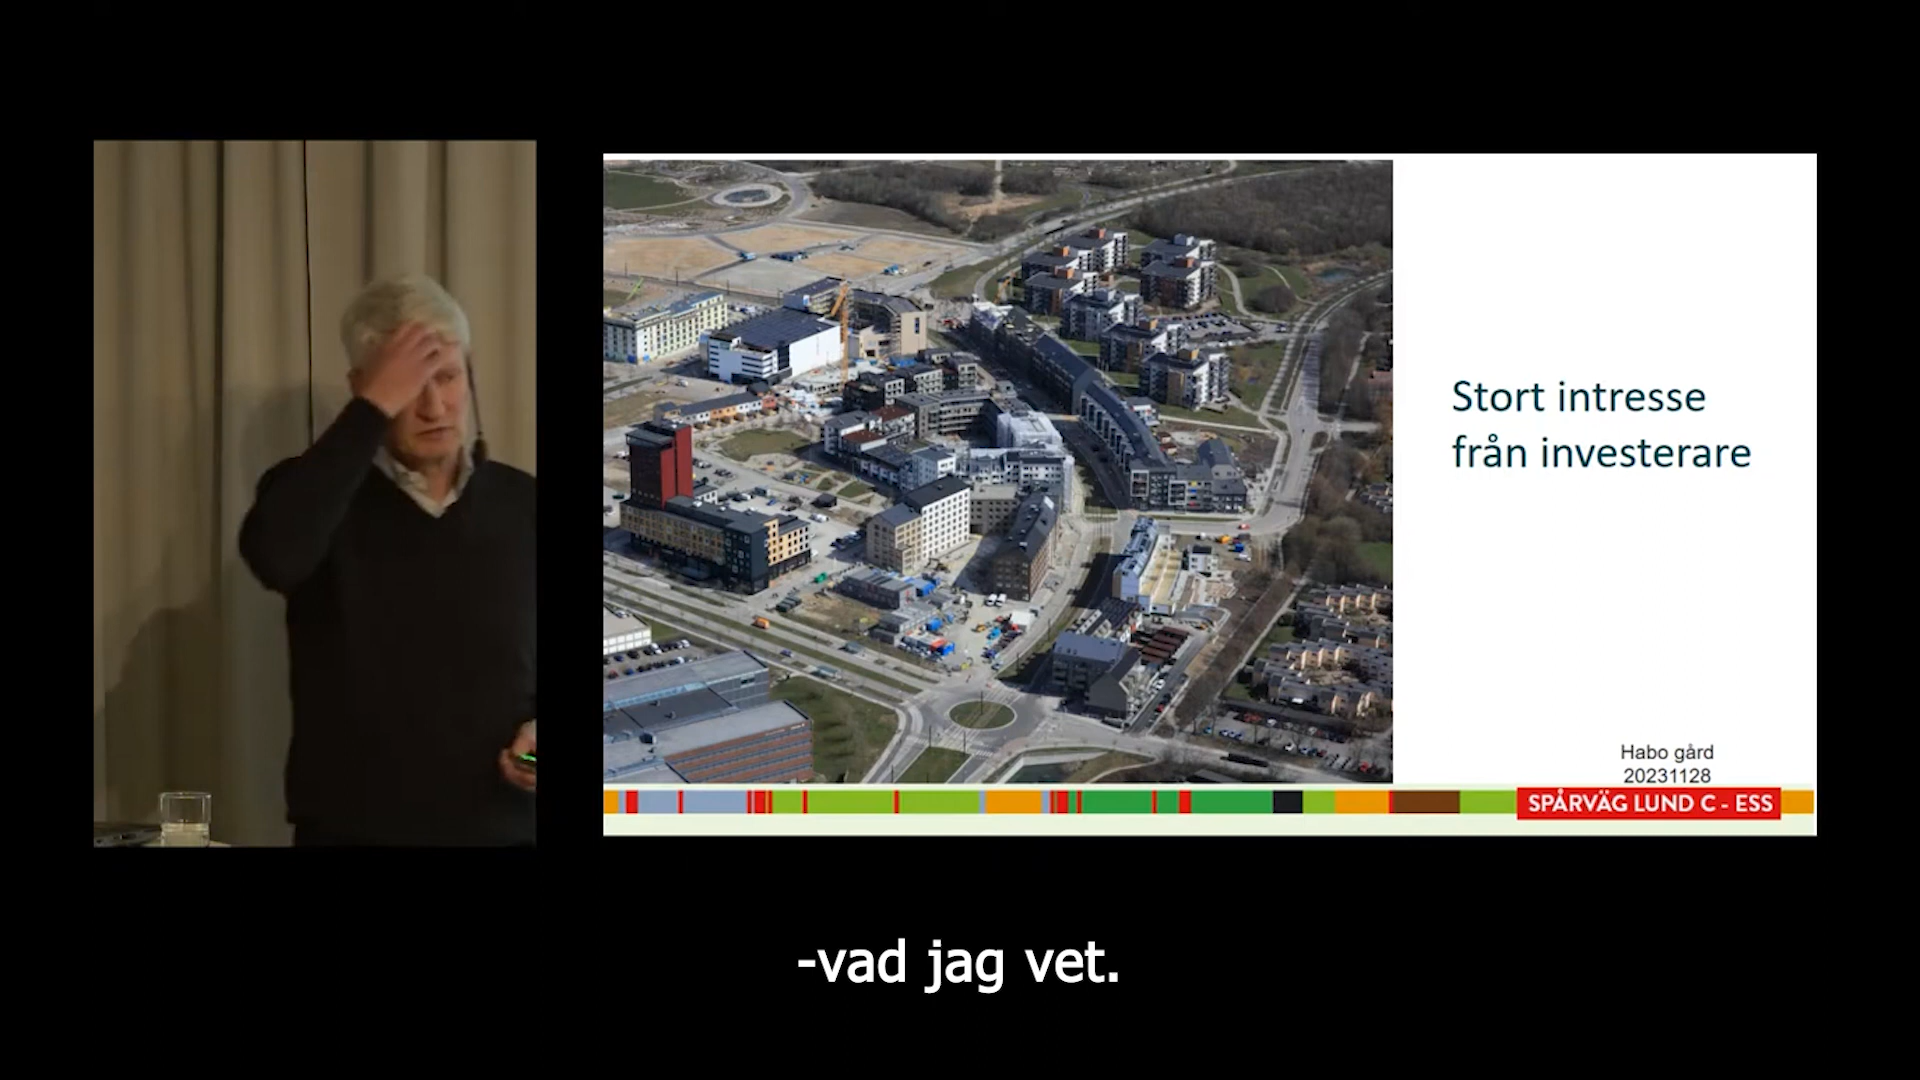 Stort intresse
från investerare
Habo gård
20231128
SPÅRVÄG LUND C - ESS
-vad jag vet.